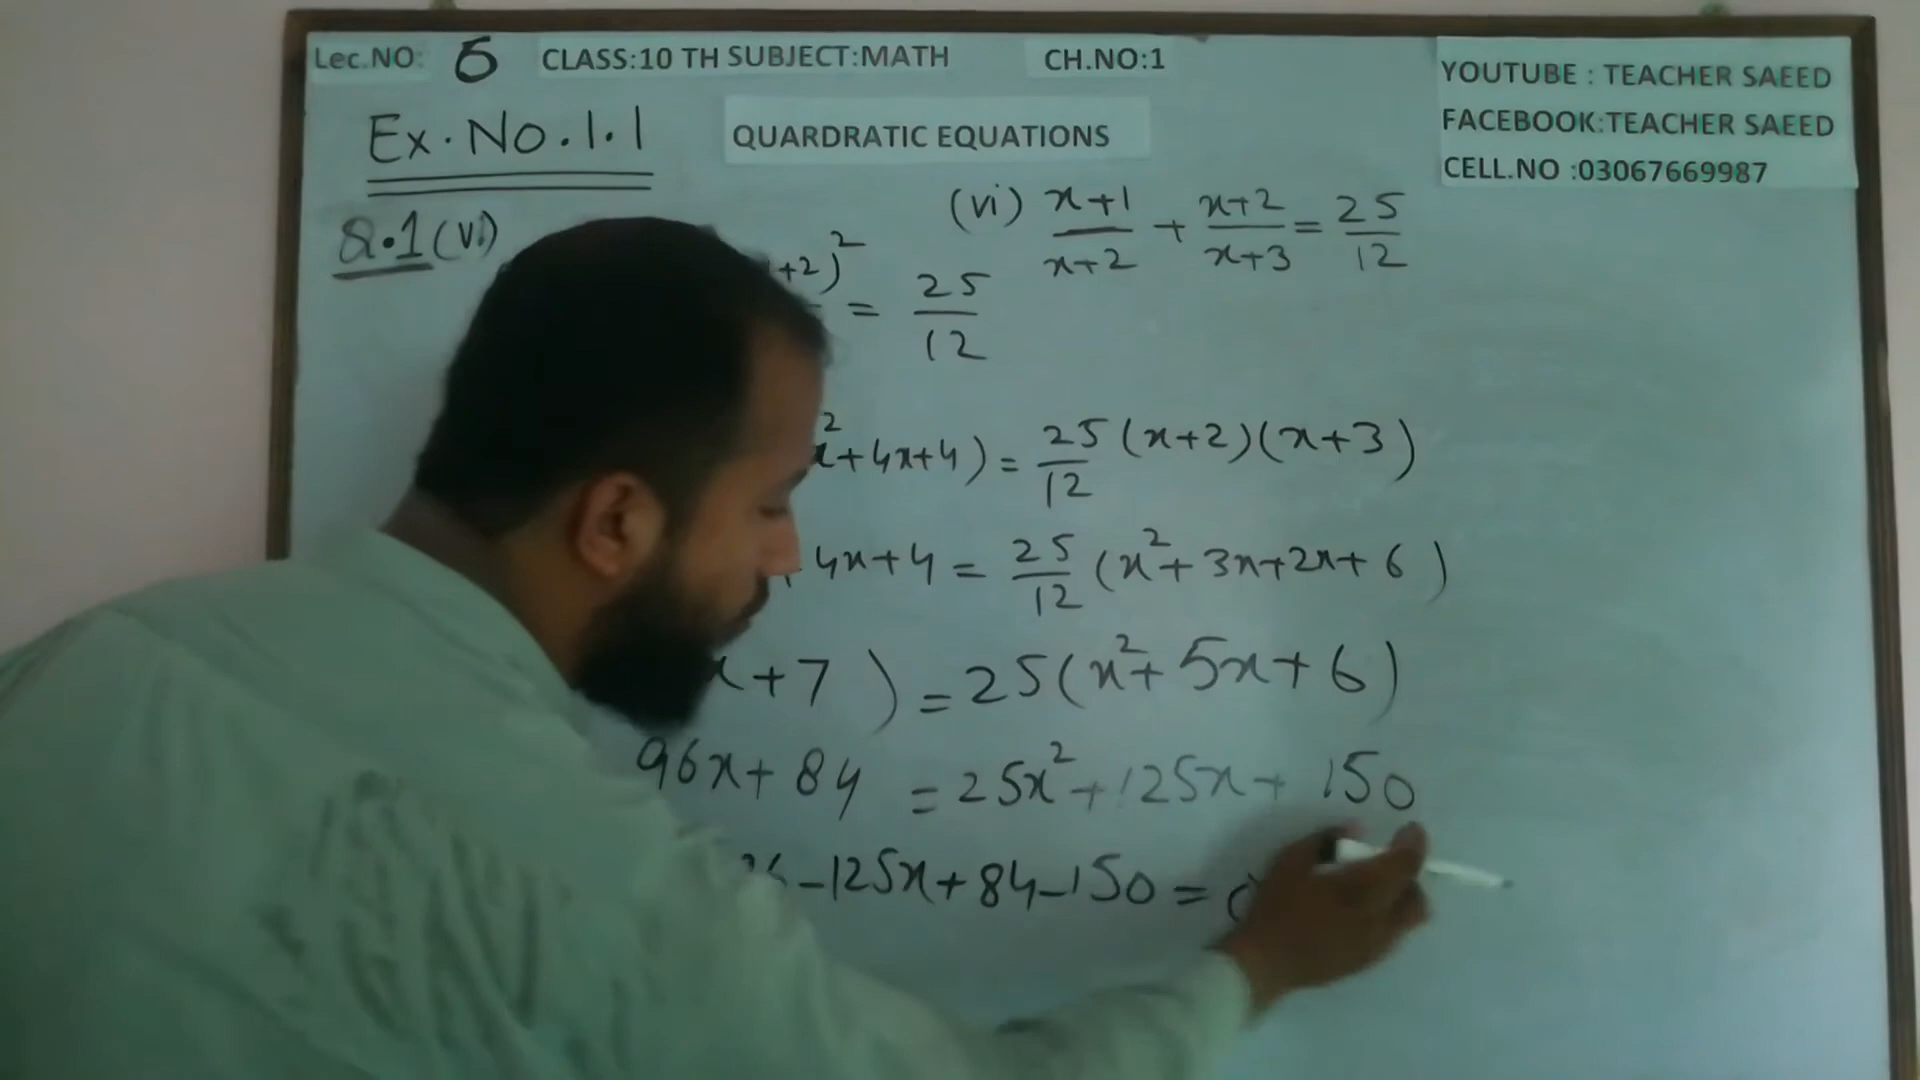 Lec.NO: 5 CLASS:10 TH SUBJECT:MATH CH.NO:1
YOUTUBE : TEACHER SAEED
FACEBOOK:TEACHER SAEED
CELL.NO :03067669987
Ex.No.1.1
QUARDRATIC EQUATIONS
Q.1(vi)
(vi) x+1/x+2 + x+2/x+3 = 25/12
+2)² = 25/12
x²+4x+4) = 25/12 (x+2)(x+3)
4x+4 = 25/12 (x²+3x+2x+6)
x+7) = 25(x²+5x+6)
96x+84 = 25x²+125x+150
-125x+84-150=0